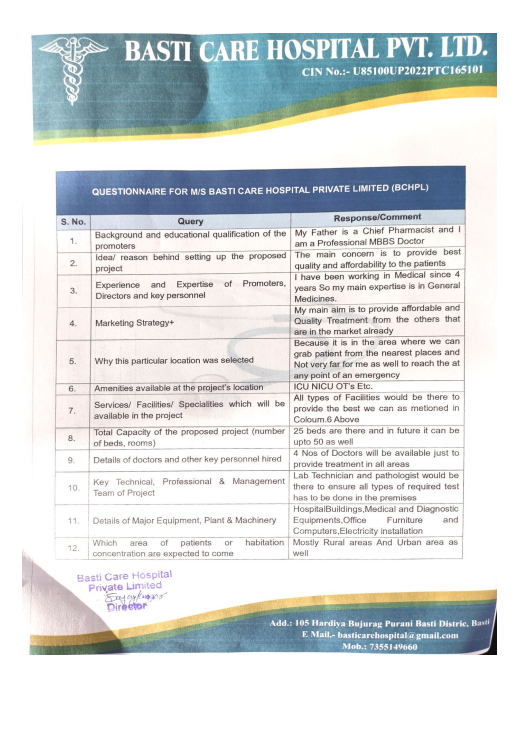 BASTI CARE HOSPITAL PVT. LTD.
CIN No.:- U85100UP2022PTC165101
QUESTIONNAIRE FOR M/S BASTI CARE HOSPITAL PRIVATE LIMITED (BCHPL)
S. No. Query Response/Comment
1. Background and educational qualification of the promoters My Father is a Chief Pharmacist and I am a Professional MBBS Doctor
2. Idea/ reason behind setting up the proposed project The main concern is to provide best quality and affordability to the patients
3. Experience and Expertise of Promoters, Directors and key personnel I have been working in Medical since 4 years So my main expertise is in General Medicines.
4. Marketing Strategy+ My main aim is to provide affordable and Quality Treatment from the others that are in the market already
5. Why this particular location was selected Because it is in the area where we can grab patient from the nearest places and Not very far for me as well to reach the at any point of an emergency
6. Amenities available at the project's location ICU NICU OT's Etc.
7. Services/ Facilities/ Specialities which will be available in the project All types of Facilities would be there to provide the best we can as metioned in Coloum.6 Above
8. Total Capacity of the proposed project (number of beds, rooms) 25 beds are there and in future it can be upto 50 as well
9. Details of doctors and other key personnel hired 4 Nos of Doctors will be available just to provide treatment in all areas
10. Key Technical, Professional & Management Team of Project Lab Technician and pathologist would be there to ensure all types of required test has to be done in the premises
11. Details of Major Equipment, Plant & Machinery HospitalBuildings,Medical and Diagnostic Equipments,Office Furniture and Computers,Electricity installation
12. Which area of patients or habitation concentration are expected to come Mostly Rural areas And Urban area as well
Basti Care Hospital
Private Limited
Director
Add.: 105 Hardiya Bujurag Purani Basti Distric, Basti
E Mail.- basticarehospital@gmail.com
Mob.: 7355149660